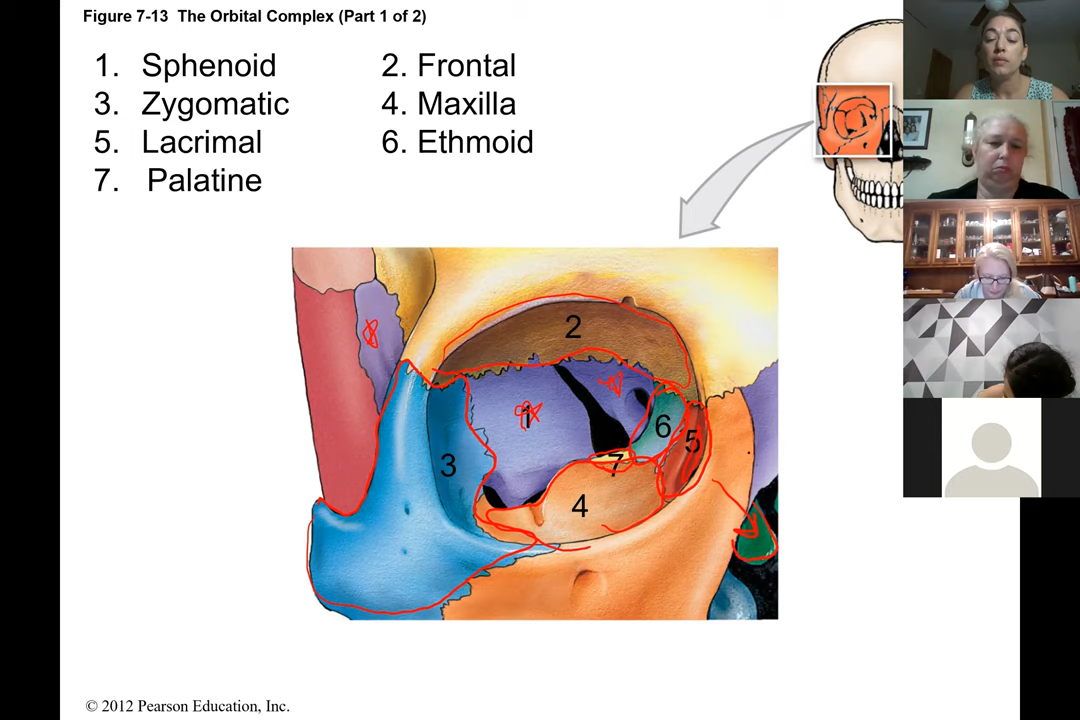 Figure 7-13 The Orbital Complex (Part 1 of 2)
1. Sphenoid 2. Frontal
3. Zygomatic 4. Maxilla
5. Lacrimal 6. Ethmoid
7. Palatine
2
1
6
5
3
7
4
© 2012 Pearson Education, Inc.